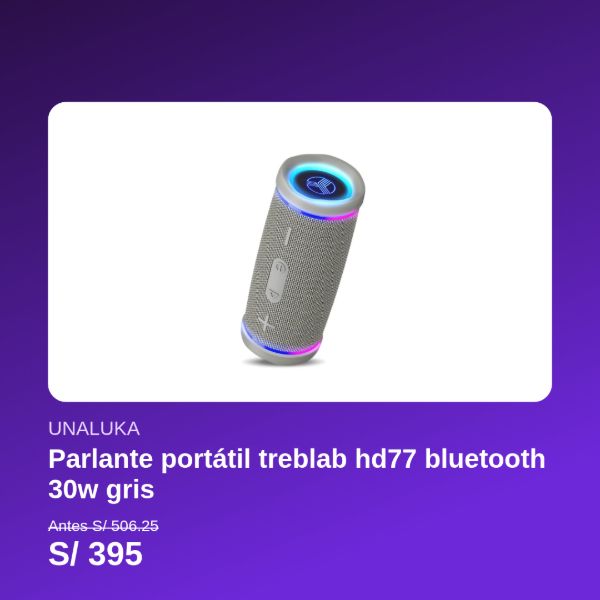 UNALUKA
Parlante portátil treblab hd77 bluetooth
30w gris
Antes S/ 506.25
S/ 395